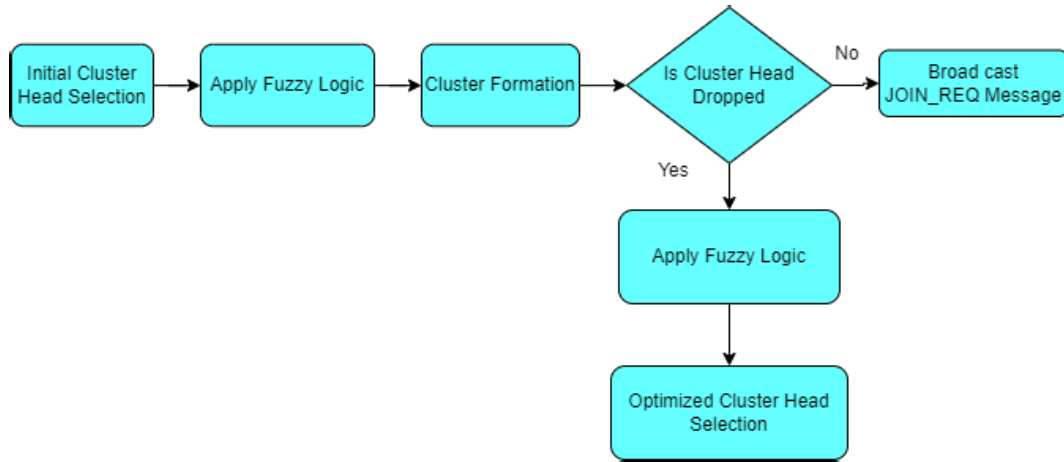 Initial Cluster
Head Selection
Apply Fuzzy Logic
Cluster Formation
Is Cluster Head
Dropped
No
Broad cast
JOIN_REQ Message
Yes
Apply Fuzzy Logic
Optimized Cluster Head
Selection